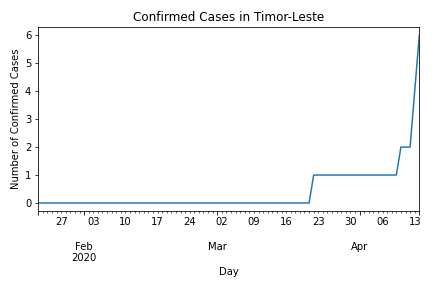 Confirmed Cases in Timor-Leste
Number of Confirmed Cases
6
5
4
3
2
1
0
27 03 10 17 24 02 09 16 23 30 06 13
Feb Mar Apr
2020
Day